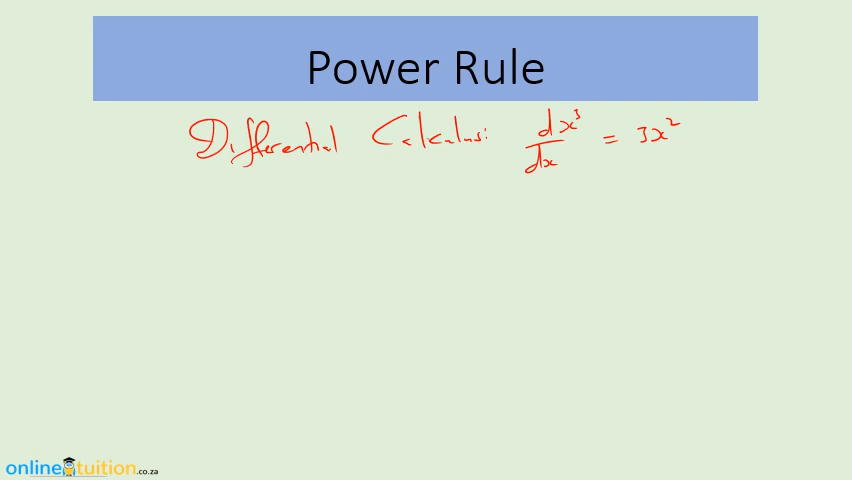 Power Rule
Differential Calculus: dx³/dx = 3x²
onlinetuition.co.za